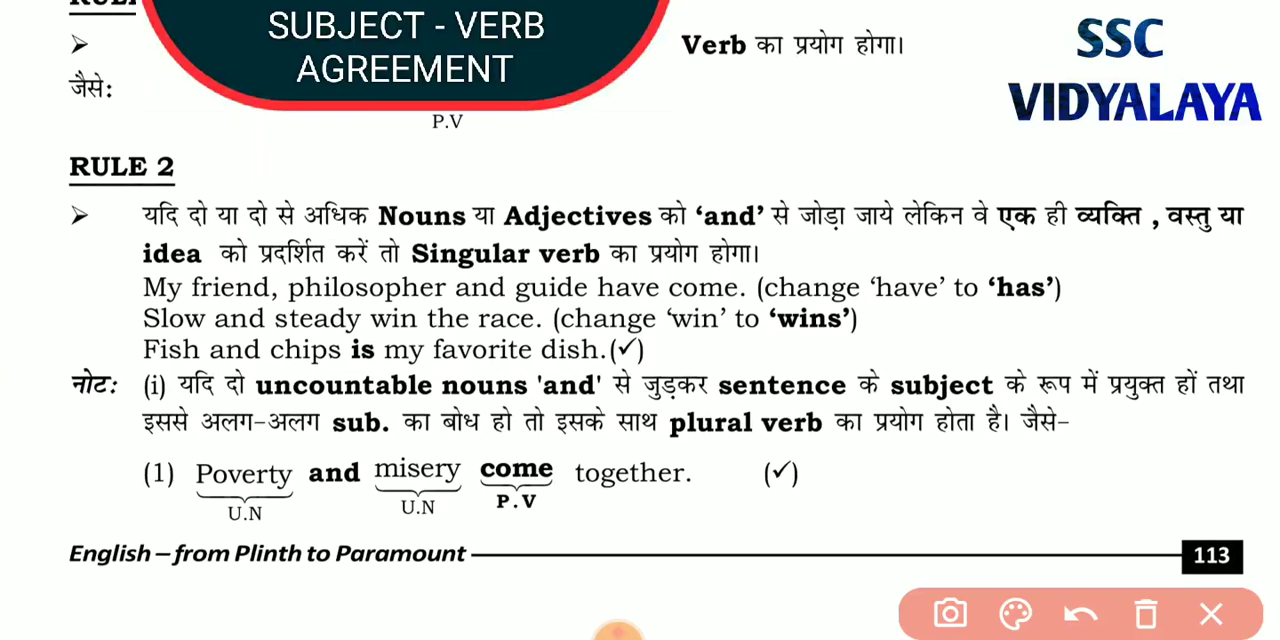 SUBJECT - VERB
AGREEMENT
➢ Verb का प्रयोग होगा।
जैसे:
P.V
SSC
VIDYALAYA
RULE 2
➢ यदि दो या दो से अधिक Nouns या Adjectives को ‘and’ से जोड़ा जाये लेकिन वे एक ही व्यक्ति , वस्तु या
idea को प्रदर्शित करें तो Singular verb का प्रयोग होगा।
My friend, philosopher and guide have come. (change ‘have’ to ‘has’)
Slow and steady win the race. (change ‘win’ to ‘wins’)
Fish and chips is my favorite dish.(✓)
नोट: (i) यदि दो uncountable nouns 'and' से जुड़कर sentence के subject के रूप में प्रयुक्त हों तथा
इससे अलग-अलग sub. का बोध हो तो इसके साथ plural verb का प्रयोग होता है। जैसे-
(1) Poverty and misery come together. (✓)
U.N U.N P.V
English – from Plinth to Paramount 113